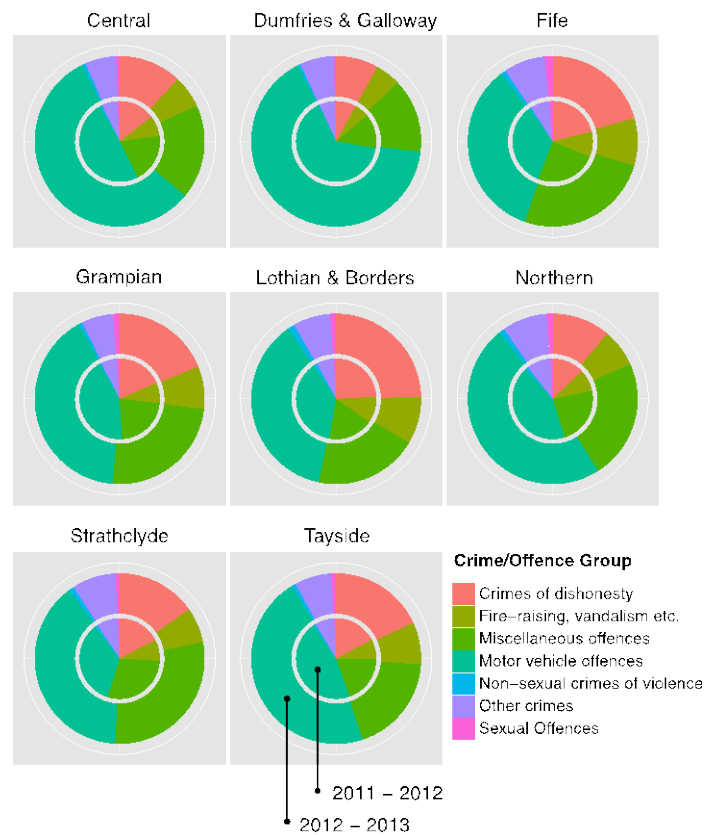 Central
Dumfries & Galloway
Fife
Grampian
Lothian & Borders
Northern
Strathclyde
Tayside
Crime/Offence Group
Crimes of dishonesty
Fire−raising, vandalism etc.
Miscellaneous offences
Motor vehicle offences
Non−sexual crimes of violence
Other crimes
Sexual Offences
2011 − 2012
2012 − 2013